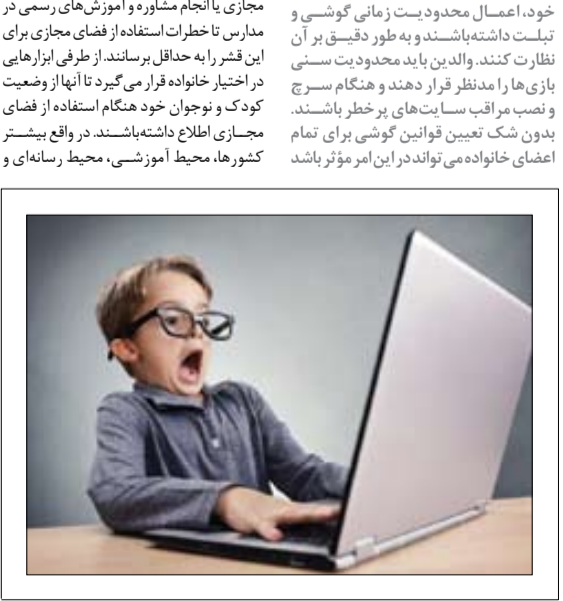 خود، اعمال محدودیت زمانی گوشی و
تبلت داشته‌باشند و به طور دقیق بر آن
نظارت کنند. والدین باید محدودیت سنی
بازی‌ها را مدنظر قرار دهند و هنگام سرچ
و نصب مراقب سایت‌های پرخطر باشند.
بدون شک تعیین قوانین گوشی برای تمام
اعضای خانواده می‌تواند در این امر مؤثر باشد
مجازی یا انجام مشاوره و آموزش‌های رسمی در
مدارس تا خطرات استفاده از فضای مجازی برای
این قشر را به حداقل برسانند. از طرفی ابزارهایی
در اختیار خانواده قرار می‌گیرد تا آنها از وضعیت
کودک و نوجوان خود هنگام استفاده از فضای
مجازی اطلاع داشته‌باشند. در واقع بیشتر
کشورها، محیط آموزشی، محیط رسانه‌ای و